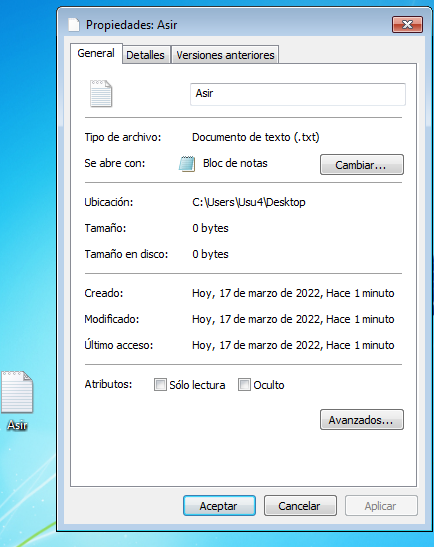 Propiedades: Asir
General Detalles Versiones anteriores
Asir
Tipo de archivo: Documento de texto (.txt)
Se abre con: Bloc de notas Cambiar...
Ubicación: C:\Users\Usu4\Desktop
Tamaño: 0 bytes
Tamaño en disco: 0 bytes
Creado: Hoy, 17 de marzo de 2022, Hace 1 minuto
Modificado: Hoy, 17 de marzo de 2022, Hace 1 minuto
Último acceso: Hoy, 17 de marzo de 2022, Hace 1 minuto
Atributos: Sólo lectura Oculto
Avanzados...
Asir
Aceptar Cancelar Aplicar